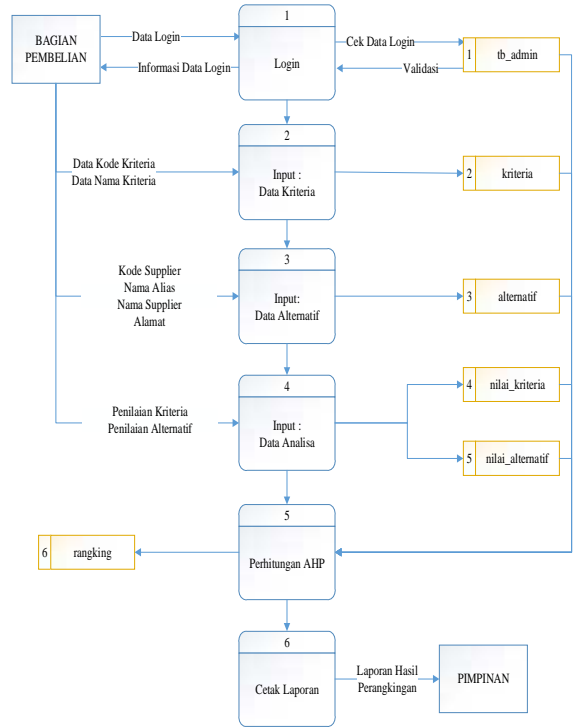 BAGIAN
PEMBELIAN
Data Login
Informasi Data Login
1
Login
Cek Data Login
Validasi
1 tb_admin
2
Input :
Data Kriteria
Data Kode Kriteria
Data Nama Kriteria
2 kriteria
3
Input:
Data Alternatif
Kode Supplier
Nama Alias
Nama Supplier
Alamat
3 alternatif
4
Input :
Data Analisa
Penilaian Kriteria
Penilaian Alternatif
4 nilai_kriteria
5 nilai_alternatif
5
Perhitungan AHP
6 rangking
6
Cetak Laporan
Laporan Hasil
Perangkingan
PIMPINAN